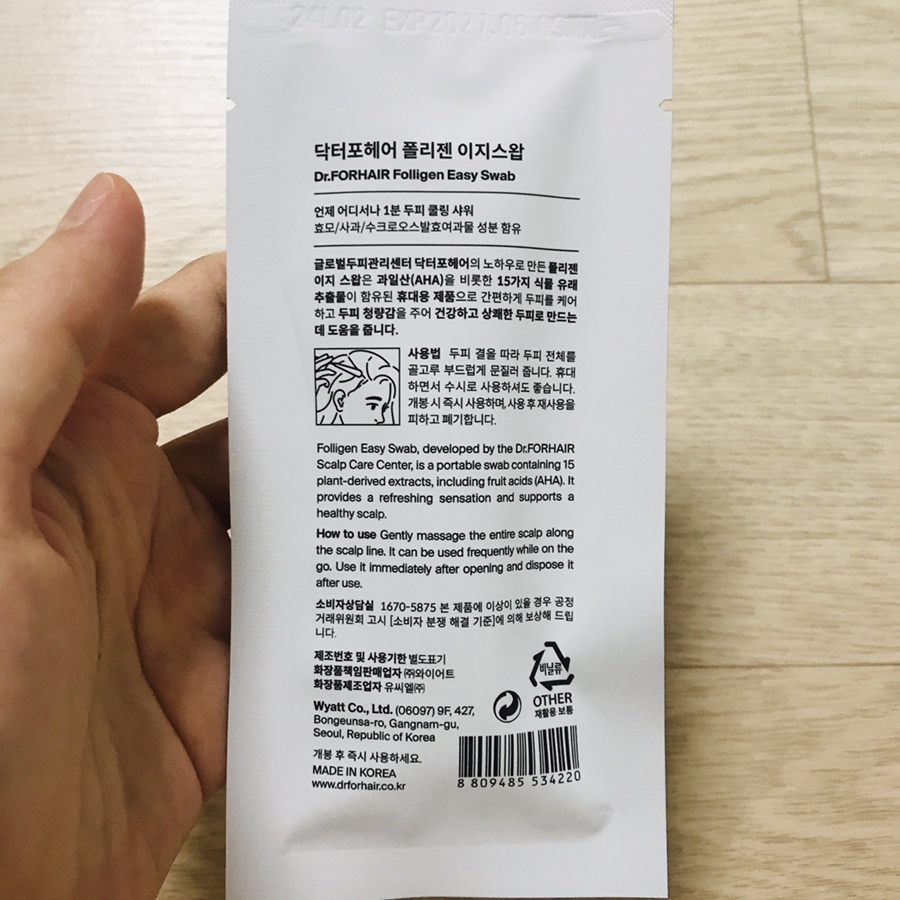 24L02 EXP2027.06.03
닥터포헤어 폴리젠 이지스왑
Dr.FORHAIR Folligen Easy Swab
언제 어디서나 1분 두피 쿨링 샤워
효모/사과/수크로오스발효여과물 성분 함유
글로벌두피관리센터 닥터포헤어의 노하우로 만든 폴리젠
이지 스왑은 과일산(AHA)을 비롯한 15가지 식물 유래
추출물이 함유된 휴대용 제품으로 간편하게 두피를 케어
하고 두피 청량감을 주어 건강하고 상쾌한 두피로 만드는
데 도움을 줍니다.
사용법 두피 결을 따라 두피 전체를
골고루 부드럽게 문질러 줍니다. 휴대
하면서 수시로 사용하셔도 좋습니다.
개봉 시 즉시 사용하며, 사용 후 재사용을
피하고 폐기합니다.
Folligen Easy Swab, developed by the Dr.FORHAIR
Scalp Care Center, is a portable swab containing 15
plant-derived extracts, including fruit acids (AHA). It
provides a refreshing sensation and supports a
healthy scalp.
How to use Gently massage the entire scalp along
the scalp line. It can be used frequently while on the
go. Use it immediately after opening and dispose it
after use.
소비자상담실 1670-5875 본 제품에 이상이 있을 경우 공정
거래위원회 고시 [소비자 분쟁 해결 기준]에 의해 보상해 드립
니다.
제조번호 및 사용기한 별도표기
화장품책임판매업자 ㈜와이어트
화장품제조업자 유씨엘㈜
Wyatt Co., Ltd. (06097) 9F, 427,
Bongeunsa-ro, Gangnam-gu,
Seoul, Republic of Korea
개봉 후 즉시 사용하세요.
MADE IN KOREA
www.drforhair.co.kr
비닐류
OTHER
재활용 보통
8 809485 534220